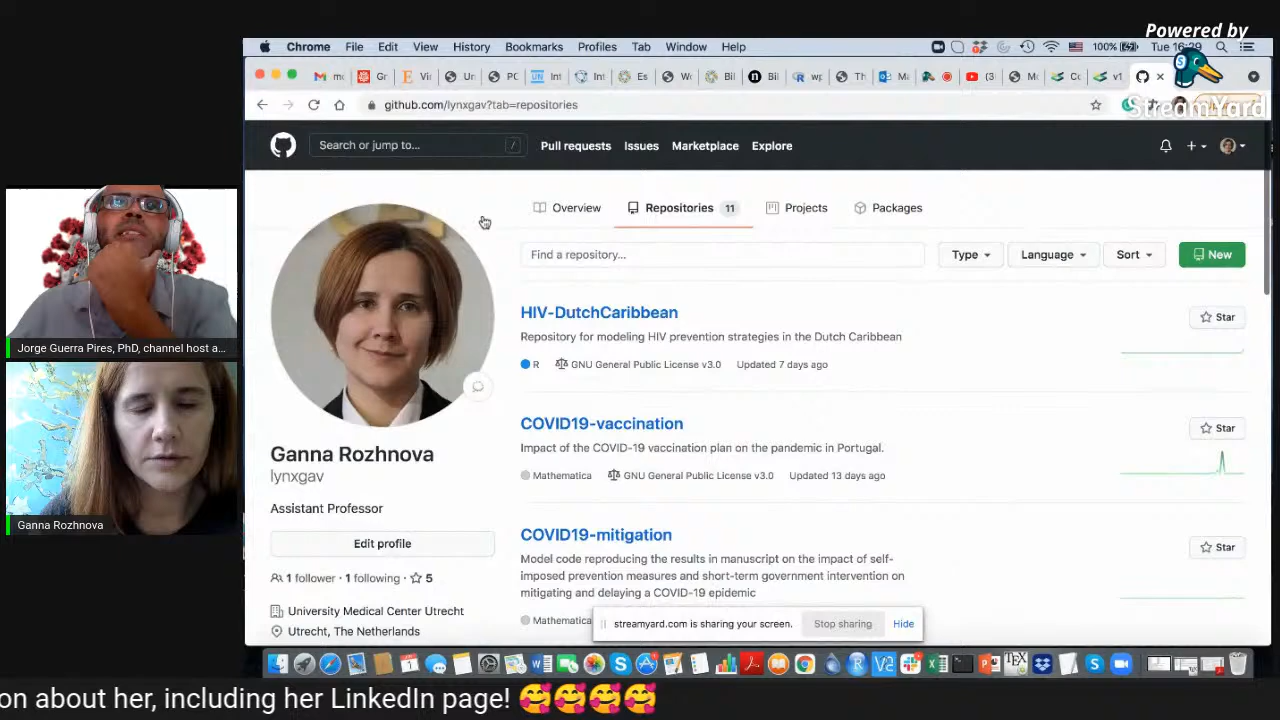 Powered by
StreamYard
Chrome File Edit View History Bookmarks Profiles Tab Window Help
100%
Tue 16:29
github.com/lynxgav?tab=repositories
Search or jump to...
/
Pull requests Issues Marketplace Explore
Overview
Repositories 11
Projects
Packages
Find a repository...
Type
Language
Sort
New
HIV-DutchCaribbean
Star
Repository for modeling HIV prevention strategies in the Dutch Caribbean
R GNU General Public License v3.0 Updated 7 days ago
COVID19-vaccination
Star
Impact of the COVID-19 vaccination plan on the pandemic in Portugal.
Mathematica GNU General Public License v3.0 Updated 13 days ago
COVID19-mitigation
Star
Model code reproducing the results in manuscript on the impact of self-
imposed prevention measures and short-term government intervention on
mitigating and delaying a COVID-19 epidemic
Mathematica
Ganna Rozhnova
lynxgav
Assistant Professor
Edit profile
1 follower · 1 following · 5
University Medical Center Utrecht
Utrecht, The Netherlands
streamyard.com is sharing your screen.
Stop sharing
Hide
Jorge Guerra Pires, PhD, channel host a...
Ganna Rozhnova
on about her, including her LinkedIn page! 🥰🥰🥰🥰